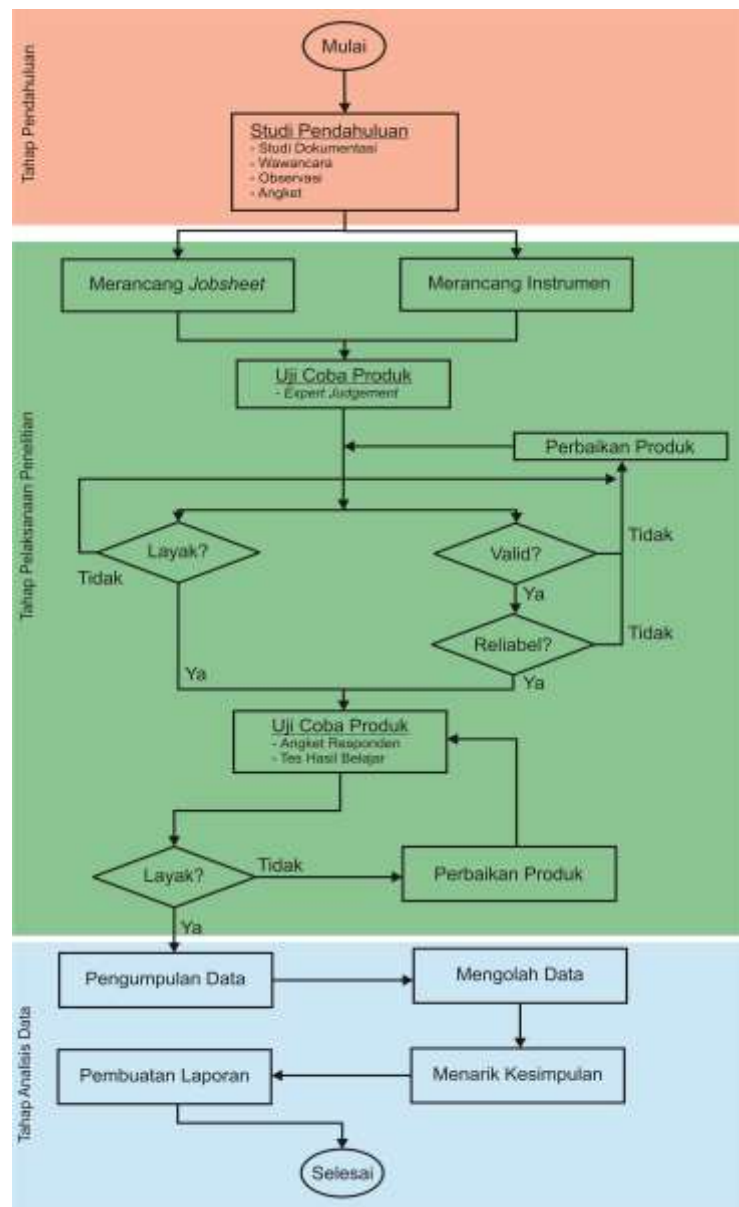 Tahap Pendahuluan
Mulai
Studi Pendahuluan
- Studi Dokumentasi
- Wawancara
- Observasi
- Angket
Tahap Pelaksanaan Penelitian
Merancang Jobsheet
Merancang Instrumen
Uji Coba Produk
- Expert Judgement
Perbaikan Produk
Layak?
Tidak
Valid?
Tidak
Ya
Reliabel?
Tidak
Ya
Ya
Uji Coba Produk
- Angket Responden
- Tes Hasil Belajar
Layak?
Tidak
Perbaikan Produk
Ya
Tahap Analisis Data
Pengumpulan Data
Mengolah Data
Pembuatan Laporan
Menarik Kesimpulan
Selesai